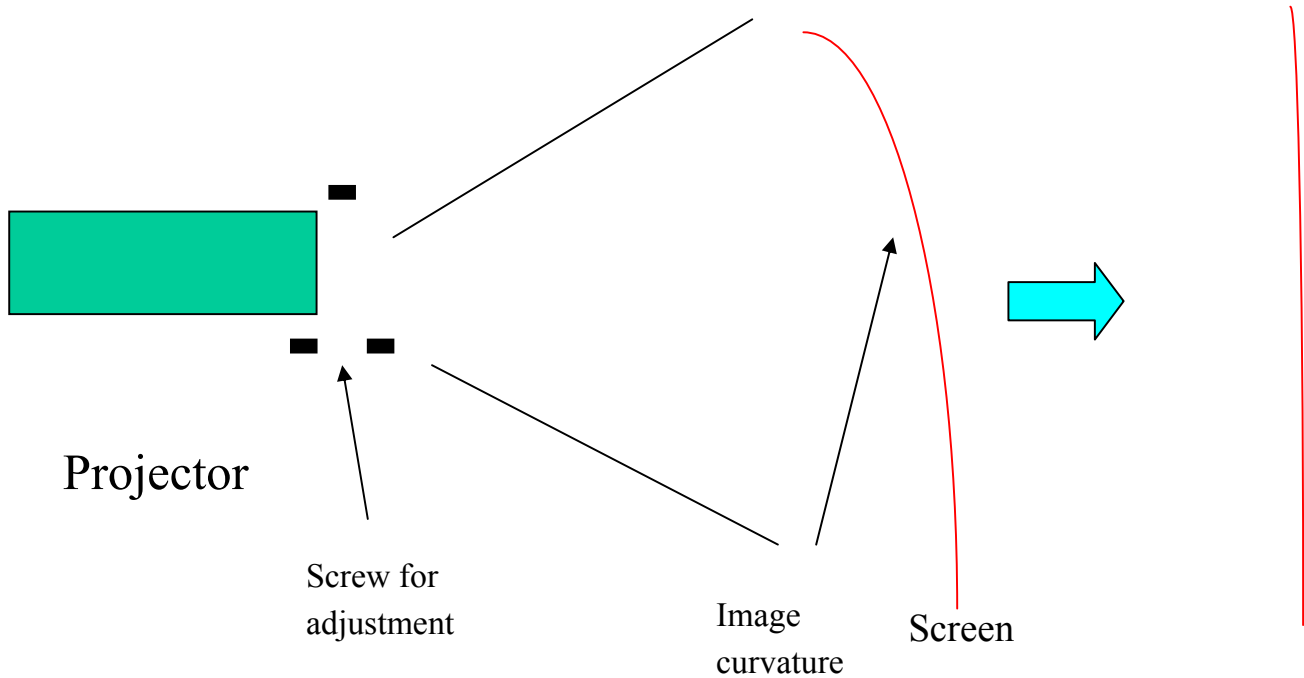 Projector
Screw for
adjustment
Image
curvature
Screen